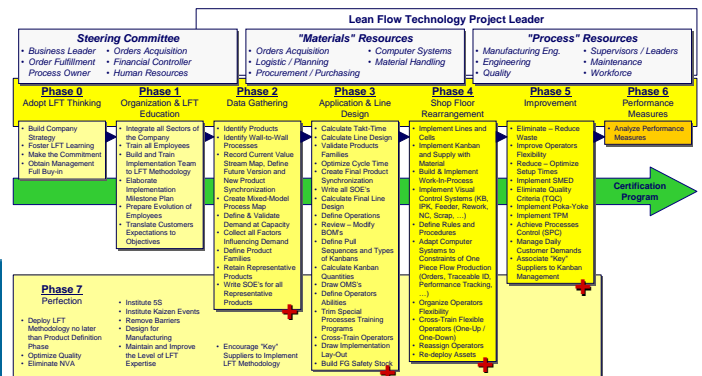 Lean Flow Technology Project Leader
Steering Committee
• Business Leader
• Order Fulfillment
Process Owner
• Orders Acquisition
• Financial Controller
• Human Resources
"Materials" Resources
• Orders Acquisition
• Logistic / Planning
• Procurement / Purchasing
• Computer Systems
• Material Handling
"Process" Resources
• Manufacturing Eng.
• Engineering
• Quality
• Supervisors / Leaders
• Maintenance
• Workforce
Phase 0
Adopt LFT Thinking
• Build Company
Strategy
• Foster LFT Learning
• Make the Commitment
• Obtain Management
Full Buy-in
Phase 1
Organization & LFT
Education
• Integrate all Sectors of
the Company
• Train all Employees
• Build and Train
Implementation Team
to LFT Methodology
• Elaborate
Implementation
Milestone Plan
• Prepare Evolution of
Employees
• Translate Customers
Expectations to
Objectives
Phase 2
Data Gathering
• Identify Products
• Identify Wall-to-Wall
Processes
• Record Current Value
Stream Map, Define
Future Version and
New Product
Synchronization
• Create Mixed-Model
Process Map
• Define & Validate
Demand at Capacity
• Collect all Factors
Influencing Demand
• Define Product
Families
• Retain Representative
Products
• Write SOE's for all
Representative
Products
Phase 3
Application & Line
Design
• Calculate Takt-Time
• Calculate Line Design
• Validate Products
Families
• Optimize Cycle Time
• Create Final Product
Synchronization
• Write all SOE's
• Calculate Final Line
Design
• Define Operations
• Review – Modify
BOM's
• Define Pull
Sequences and Types
of Kanbans
• Calculate Kanban
Quantities
• Draw OMS's
• Define Operators
Abilities
• Trim Special
Processes Training
Programs
• Cross-Train Operators
• Draw Implementation
Lay-Out
• Build FG Safety Stock
Phase 4
Shop Floor
Rearrangement
• Implement Lines and
Cells
• Implement Kanban
and Supply with
Material
• Build & Implement
Work-In-Process
• Implement Visual
Control Systems (KB,
IPK, Feeder, Rework,
NC, Scrap, ...)
• Define Rules and
Procedures
• Adapt Computer
Systems to
Constraints of One
Piece Flow Production
(Orders, Traceable ID,
Performance Tracking,
...)
• Organize Operators
Flexibility
• Cross-Train Flexible
Operators (One-Up /
One-Down)
• Reassign Operators
• Re-deploy Assets
Phase 5
Improvement
• Eliminate – Reduce
Waste
• Improve Operators
Flexibility
• Reduce – Optimize
Setup Times
• Implement SMED
• Eliminate Quality
Criteria (TQC)
• Implement Poka-Yoke
• Implement TPM
• Achieve Processes
Control (SPC)
• Manage Daily
Customer Demands
• Associate "Key"
Suppliers to Kanban
Management
Phase 6
Performance
Measures
• Analyze Performance
Measures
Certification
Program
Phase 7
Perfection
• Deploy LFT
Methodology no later
than Product Definition
Phase
• Optimize Quality
• Eliminate NVA
• Institute 5S
• Institute Kaizen Events
• Remove Barriers
• Design for
Manufacturing
• Maintain and Improve
the Level of LFT
Expertise
• Encourage "Key"
Suppliers to Implement
LFT Methodology